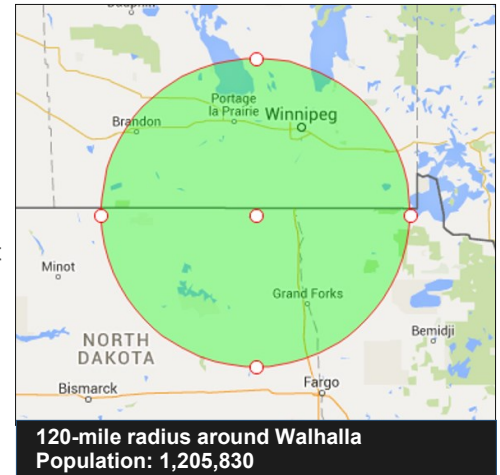 Portage
la Prairie
Winnipeg
Brandon
Minot
Grand Forks
Bemidji
NORTH
DAKOTA
Bismarck
Fargo
120-mile radius around Walhalla
Population: 1,205,830